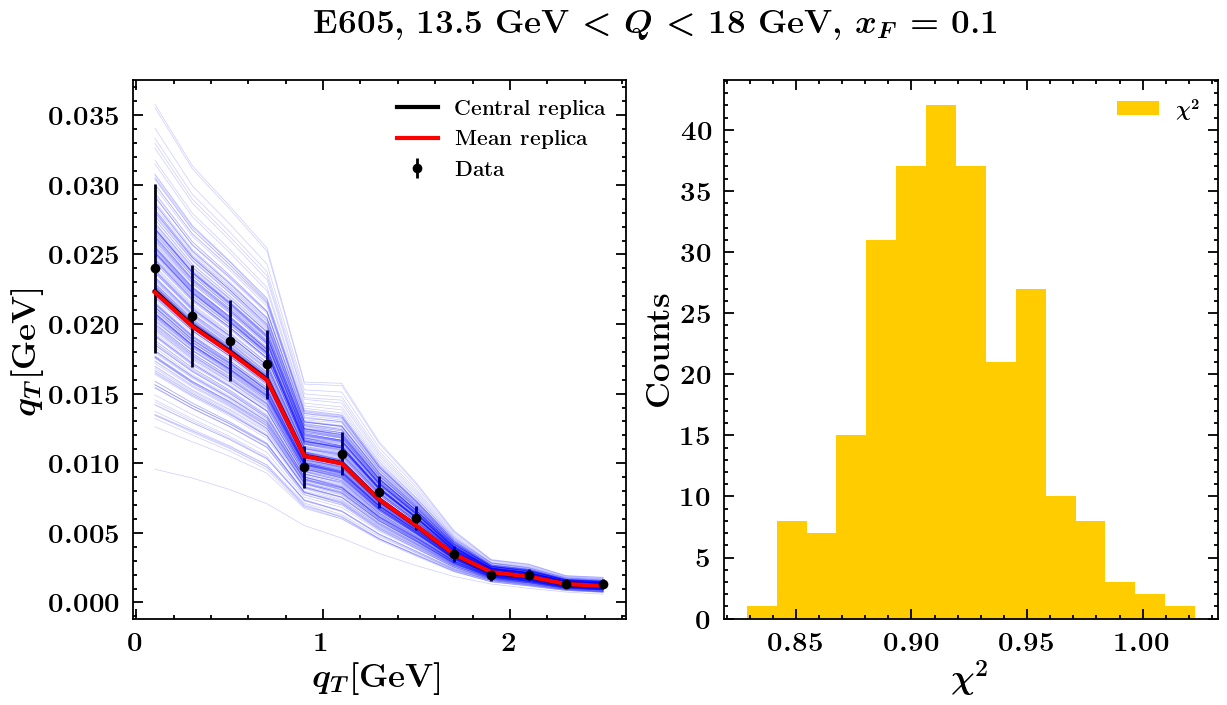 E605, 13.5 GeV < Q < 18 GeV, x_F = 0.1
q_T[GeV]
0.035
0.030
0.025
0.020
0.015
0.010
0.005
0.000
0
1
2
q_T[GeV]
Central replica
Mean replica
Data
Counts
40
35
30
25
20
15
10
5
0
0.85
0.90
0.95
1.00
χ²
χ²